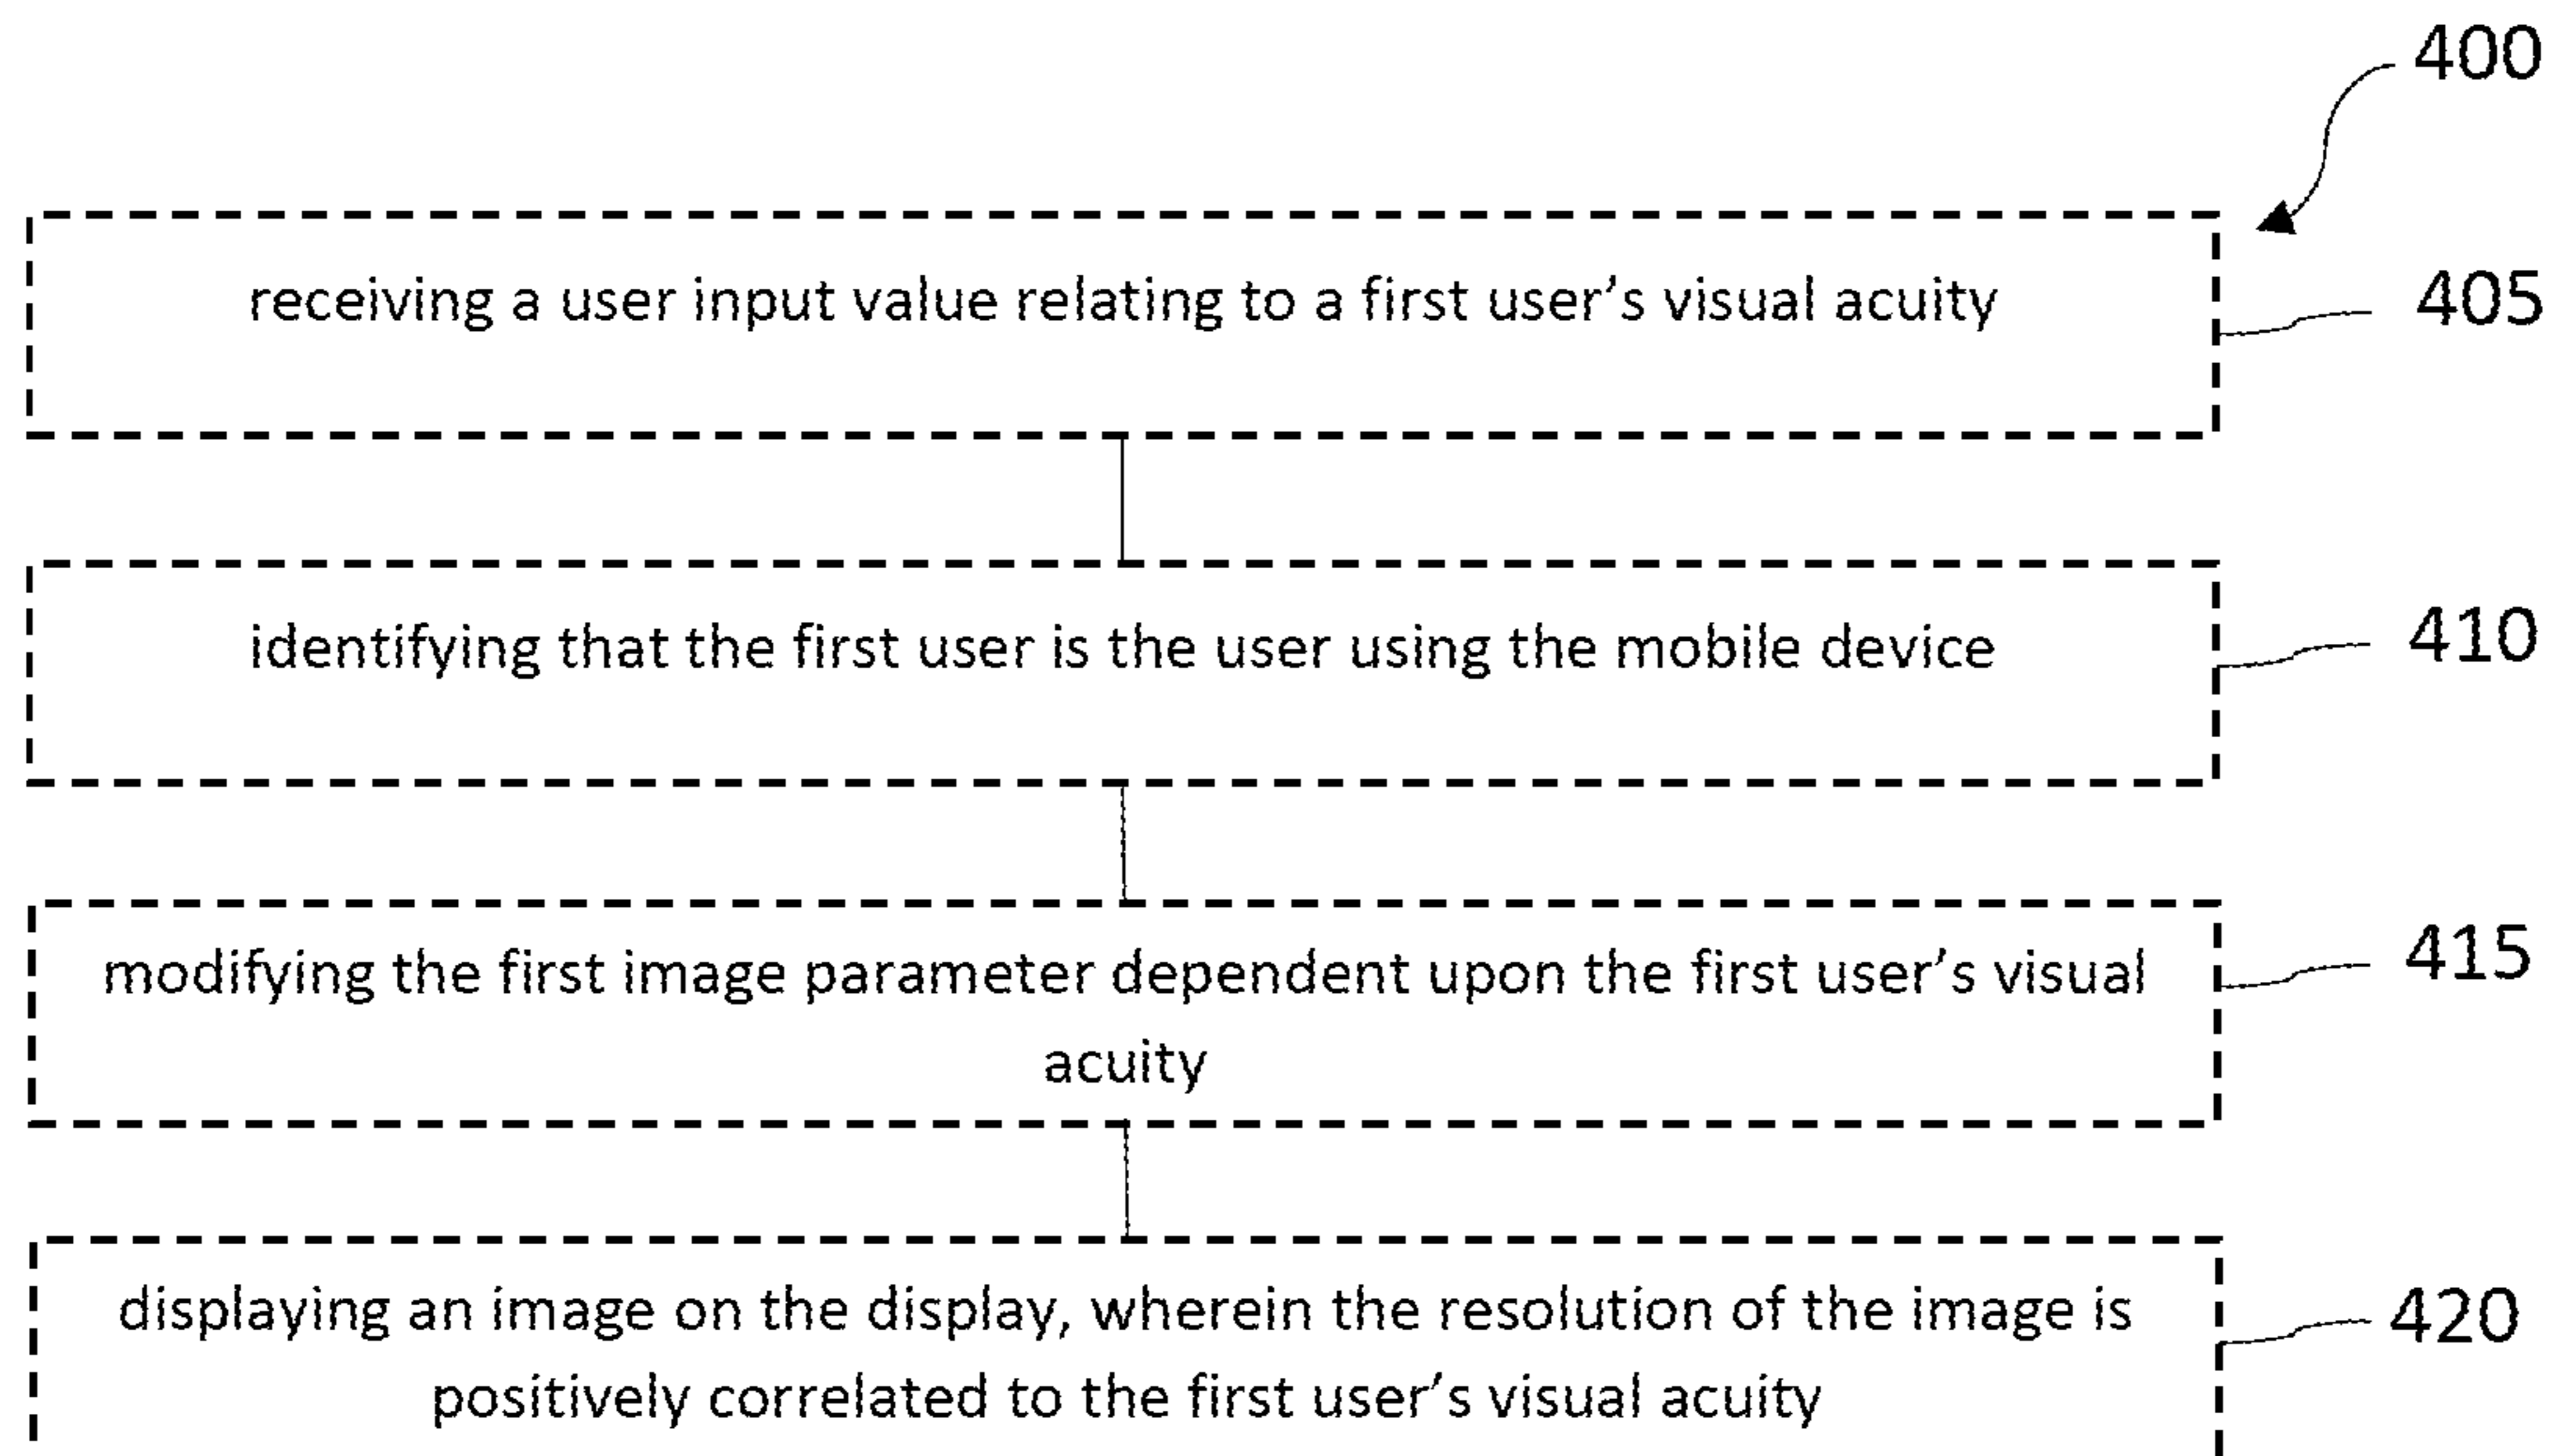 400
receiving a user input value relating to a first user's visual acuity
405
identifying that the first user is the user using the mobile device
410
modifying the first image parameter dependent upon the first user's visual
acuity
415
displaying an image on the display, wherein the resolution of the image is
positively correlated to the first user's visual acuity
420